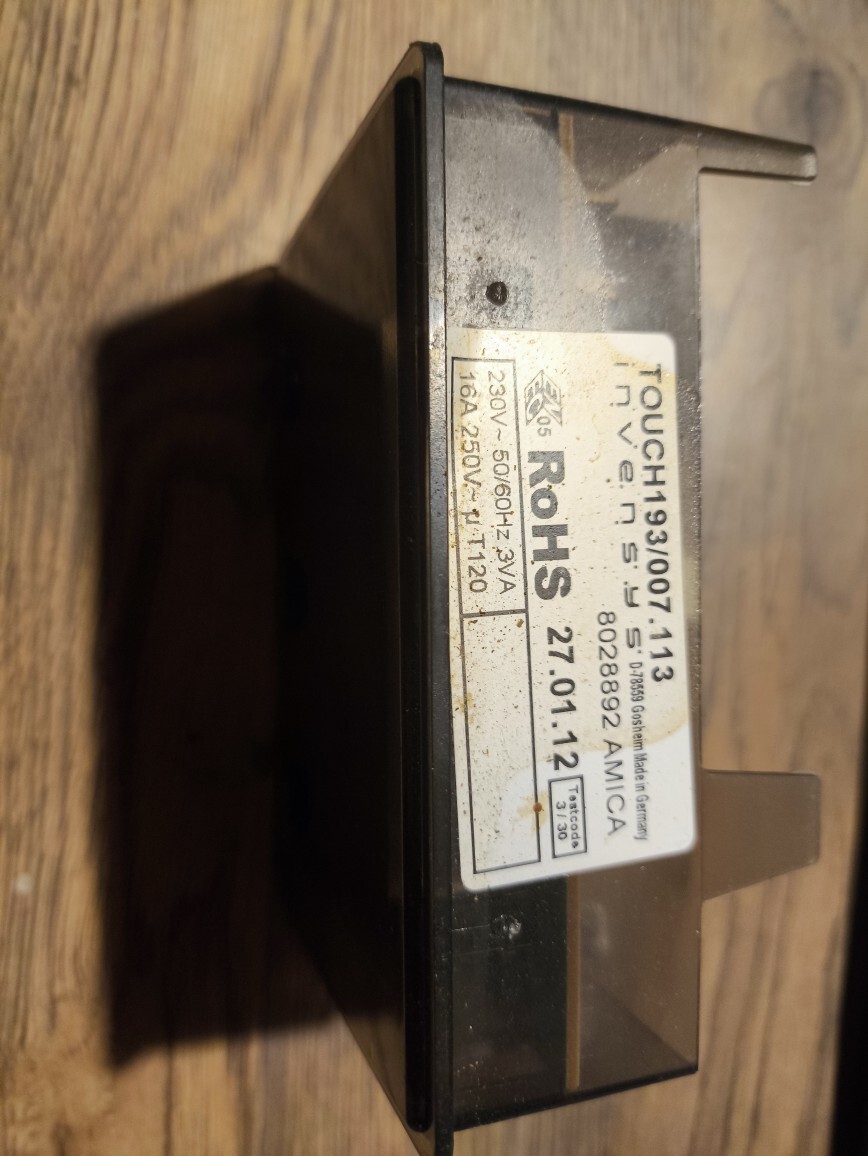 TOUCH193/007.113
invensys D-78559 Gosheim Made in Germany
8028892 AMICA
05 RoHS 27.01.12 Testcode
3/30
230V~ 50/60Hz 3VA
16A 250V~ µ T120